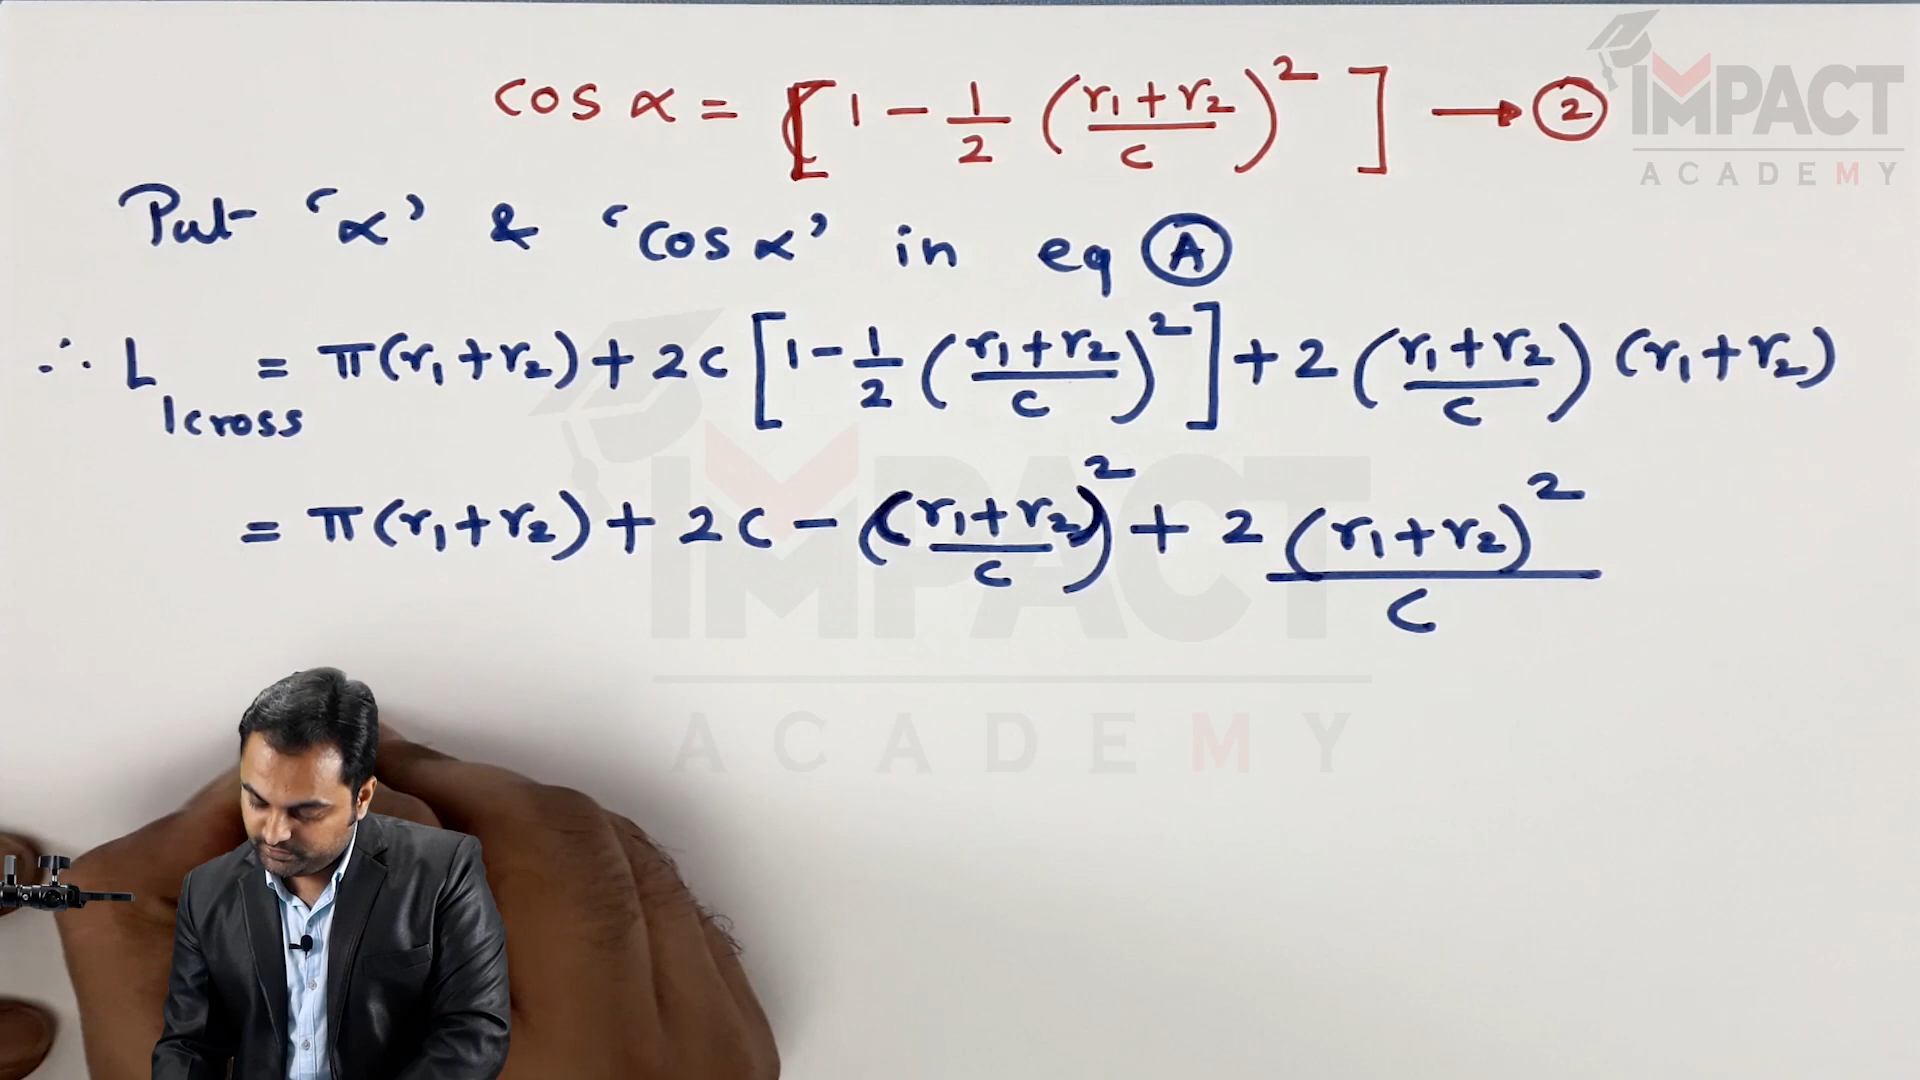 cos α = [1 - 1/2 ((r1+r2)/c)^2] → ②
IMPACT
ACADEMY
Put 'α' & 'cos α' in eq Ⓐ
∴ L lcross = π(r1+r2) + 2c [1 - 1/2 ((r1+r2)/c)^2] + 2 ((r1+r2)/c) (r1+r2)
= π(r1+r2) + 2c - ((r1+r2)/c)^2 + 2 (r1+r2)^2/c
IMPACT
ACADEMY